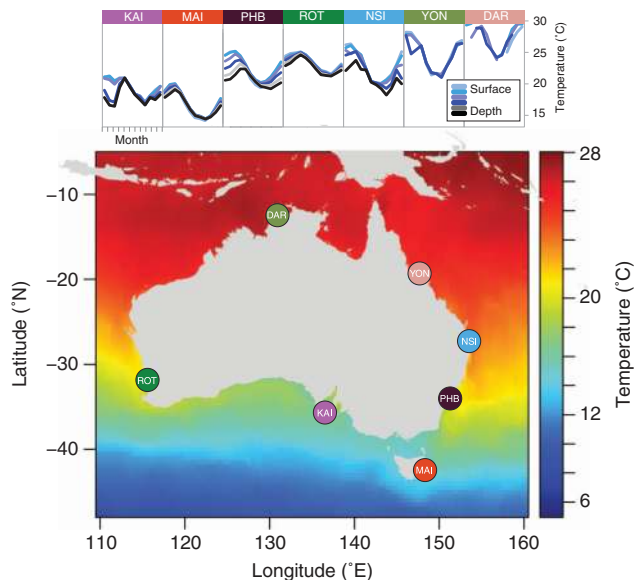 KAI MAI PHB ROT NSI YON DAR
30
25
20
15
Temperature (˚C)
Surface
Depth
Month
−10
−20
−30
−40
Latitude (˚N)
DAR
YON
NSI
ROT
PHB
KAI
MAI
28
20
12
6
Temperature (˚C)
110 120 130 140 150 160
Longitude (˚E)